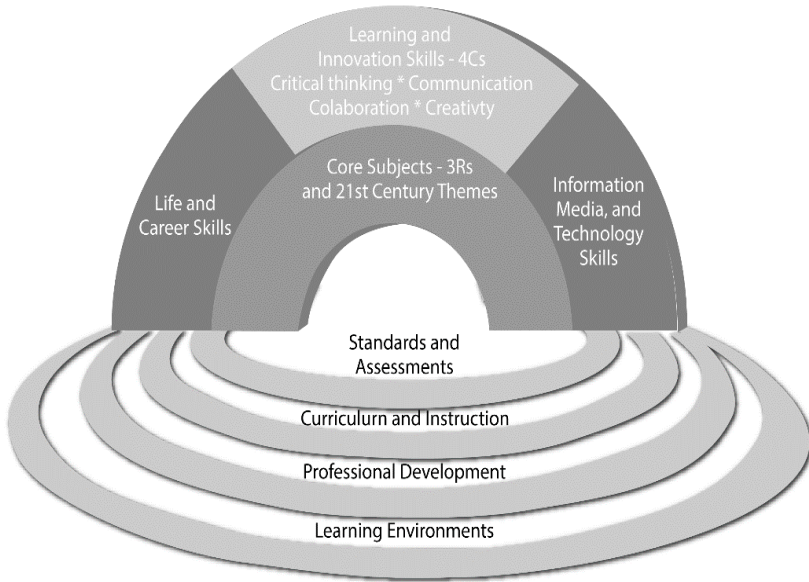 Learning and
Innovation Skills - 4Cs
Critical thinking * Communication
Colaboration * Creativty
Core Subjects - 3Rs
and 21st Century Themes
Life and
Career Skills
Information
Media, and
Technology
Skills
Standards and
Assessments
Curriculurn and Instruction
Professional Development
Learning Environments